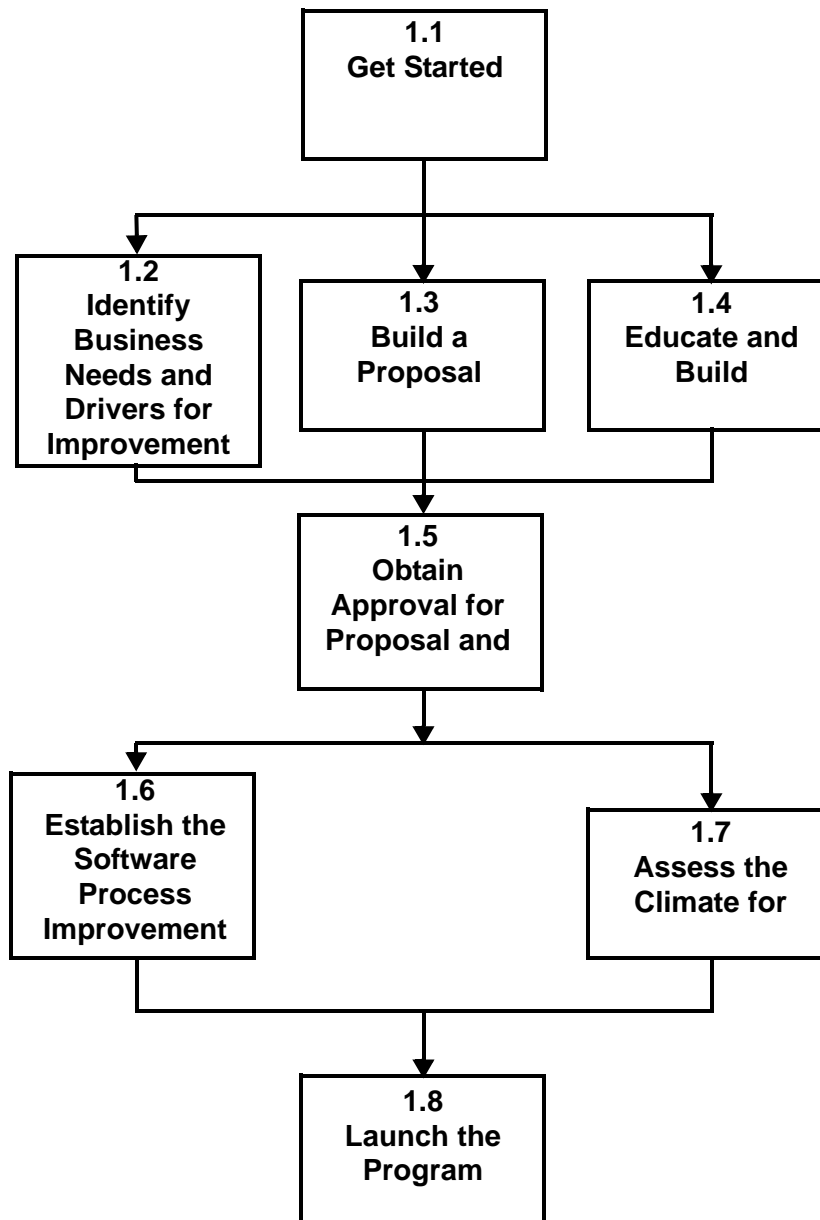 1.1
Get Started
1.2
Identify
Business
Needs and
Drivers for
Improvement
1.3
Build a
Proposal
1.4
Educate and
Build
1.5
Obtain
Approval for
Proposal and
1.6
Establish the
Software
Process
Improvement
1.7
Assess the
Climate for
1.8
Launch the
Program